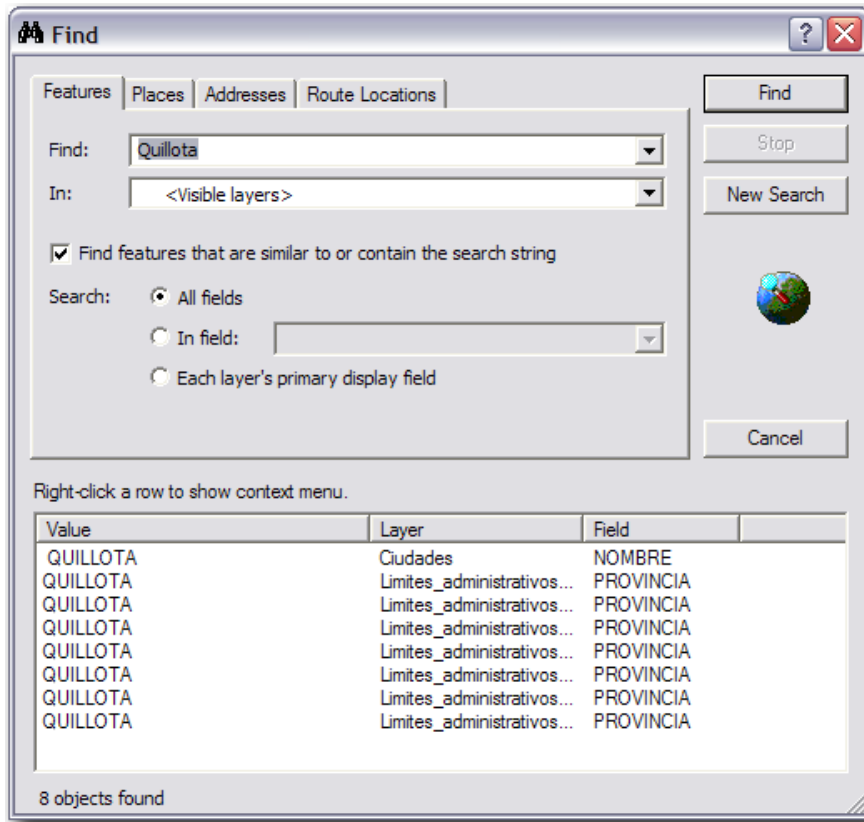 Find
Features Places Addresses Route Locations
Find: Quillota
In: <Visible layers>
Find features that are similar to or contain the search string
Search: All fields
In field:
Each layer's primary display field
Find
Stop
New Search
Cancel
Right-click a row to show context menu.
Value Layer Field
QUILLOTA Ciudades NOMBRE
QUILLOTA Limites_administrativos... PROVINCIA
QUILLOTA Limites_administrativos... PROVINCIA
QUILLOTA Limites_administrativos... PROVINCIA
QUILLOTA Limites_administrativos... PROVINCIA
QUILLOTA Limites_administrativos... PROVINCIA
QUILLOTA Limites_administrativos... PROVINCIA
QUILLOTA Limites_administrativos... PROVINCIA
8 objects found